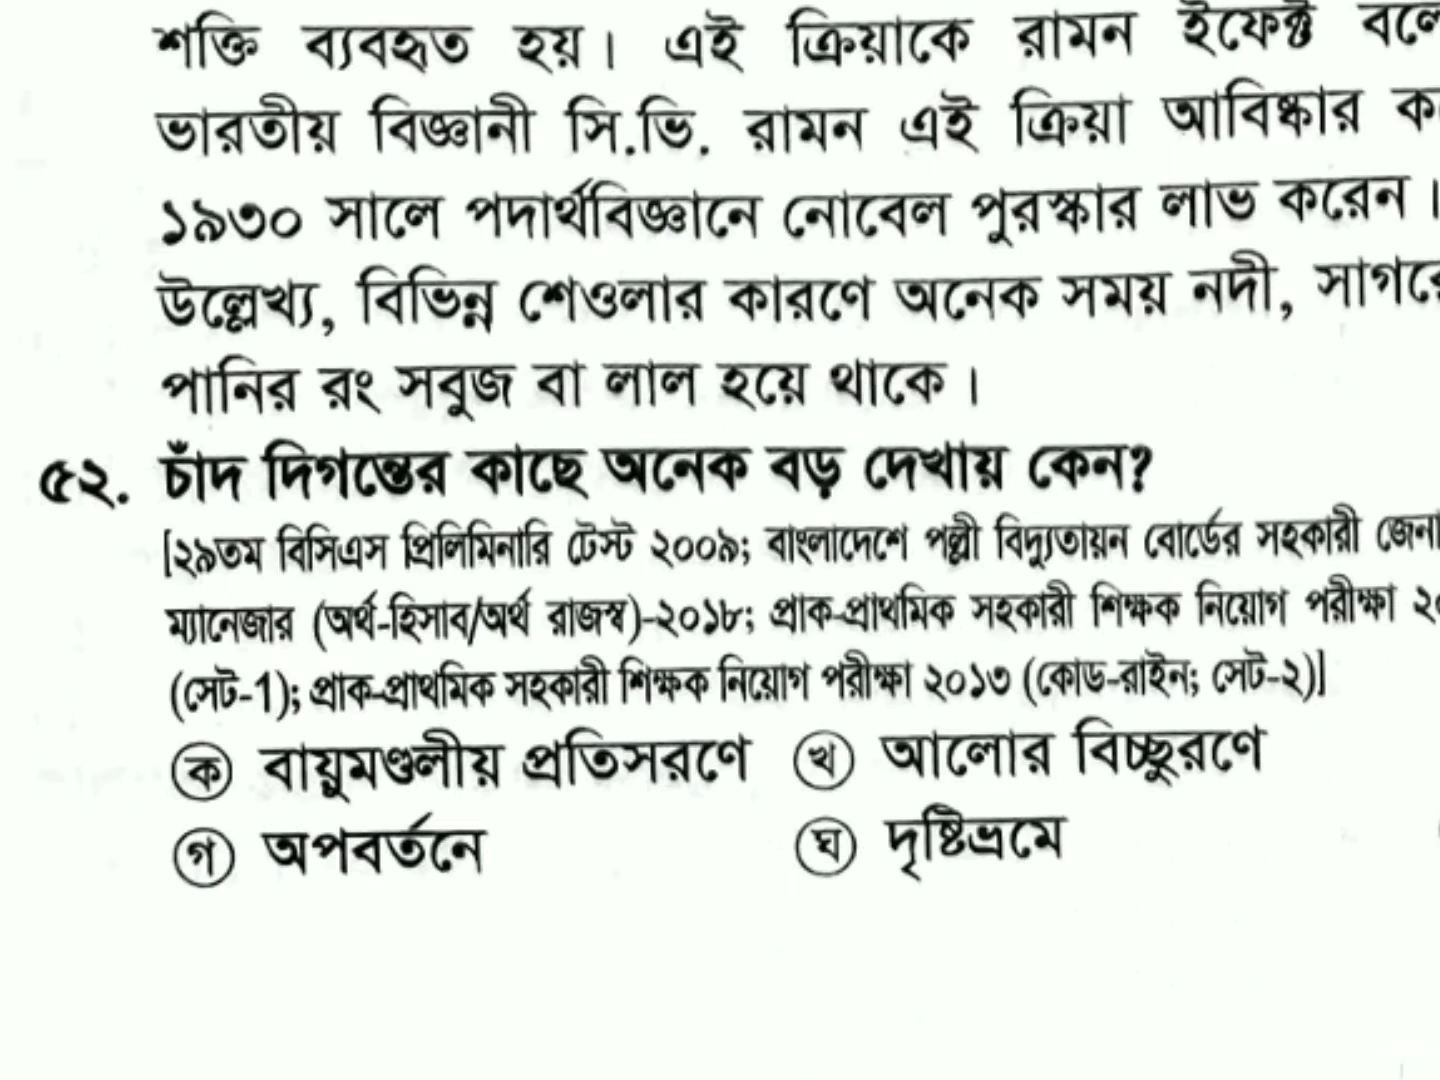 শক্তি ব্যবহৃত হয়। এই ক্রিয়াকে রামন ইফেক্ট বলে
ভারতীয় বিজ্ঞানী সি.ভি. রামন এই ক্রিয়া আবিষ্কার
১৯৩০ সালে পদার্থবিজ্ঞানে নোবেল পুরস্কার লাভ করেন।
উল্লেখ্য, বিভিন্ন শেওলার কারণে অনেক সময় নদী,
পানির রং সবুজ বা লাল হয়ে থাকে।
৫২. চাঁদ দিগন্তের কাছে অনেক বড় দেখায় কেন?
[২৯তম বিসিএস প্রিলিমিনারি টেস্ট ২০০৯; বাংলাদেশে পল্লী বিদ্যুতায়ন বোর্ডের সহকারী
ম্যানেজার (অর্থ-হিসাব/অর্থ রাজস্ব)-২০১৮; প্রাক-প্রাথমিক সহকারী শিক্ষক নিয়োগ পরীক্ষা
(সেট-1); প্রাক-প্রাথমিক সহকারী শিক্ষক নিয়োগ পরীক্ষা ২০১৩ (কোড-রাইন; সেট-২)]
ক বায়ুমণ্ডলীয় প্রতিসরণে খ আলোর বিচ্ছুরণে
গ অপবর্তনে ঘ দৃষ্টিভ্রমে